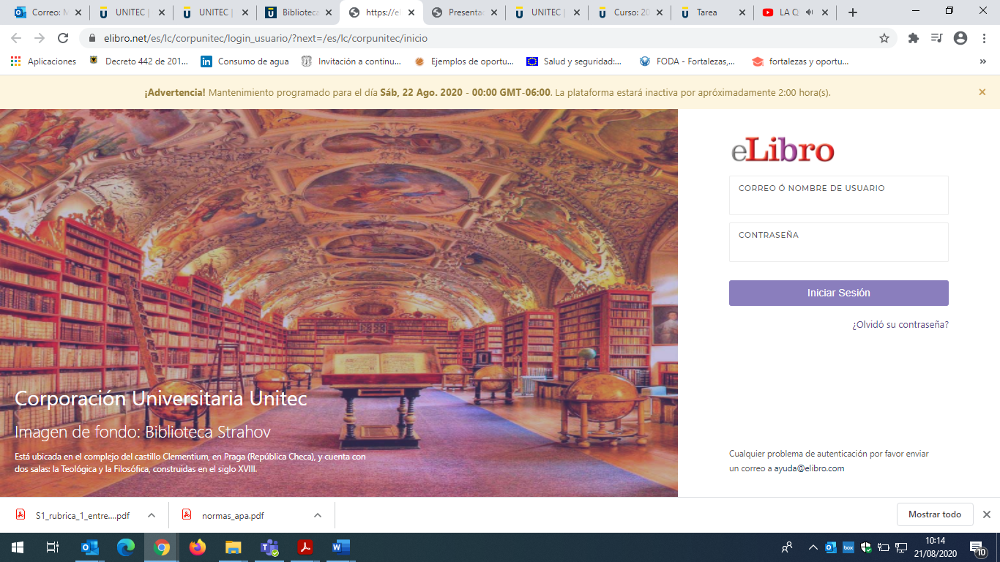 Correo: M
UNITEC |
UNITEC |
Biblioteca
https://el
Presentac
UNITEC |
Curso: 20
Tarea
LA Q
elibro.net/es/lc/corpunitec/login_usuario/?next=/es/lc/corpunitec/inicio
Aplicaciones
Decreto 442 de 201...
Consumo de agua
Invitación a continu...
Ejemplos de oportu...
Salud y seguridad:...
FODA - Fortalezas,...
fortalezas y oportu...
»
¡Advertencia! Mantenimiento programado para el día Sáb, 22 Ago. 2020 - 00:00 GMT-06:00. La plataforma estará inactiva por apróximadamente 2:00 hora(s).
eLibro
CORREO Ó NOMBRE DE USUARIO
CONTRASEÑA
Iniciar Sesión
¿Olvidó su contraseña?
Corporación Universitaria Unitec
Imagen de fondo: Biblioteca Strahov
Está ubicada en el complejo del castillo Clementium, en Praga (República Checa), y cuenta con
dos salas: la Teológica y la Filosófica, construidas en el siglo XVIII.
Cualquier problema de autenticación por favor enviar
un correo a ayuda@elibro.com
S1_rubrica_1_entre....pdf
normas_apa.pdf
Mostrar todo
box
10:14
21/08/2020
10